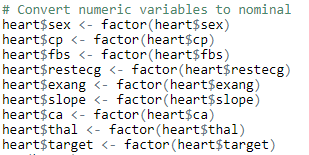 # Convert numeric variables to nominal
heart$sex <- factor(heart$sex)
heart$cp <- factor(heart$cp)
heart$fbs <- factor(heart$fbs)
heart$restecg <- factor(heart$restecg)
heart$exang <- factor(heart$exang)
heart$slope <- factor(heart$slope)
heart$ca <- factor(heart$ca)
heart$thal <- factor(heart$thal)
heart$target <- factor(heart$target)